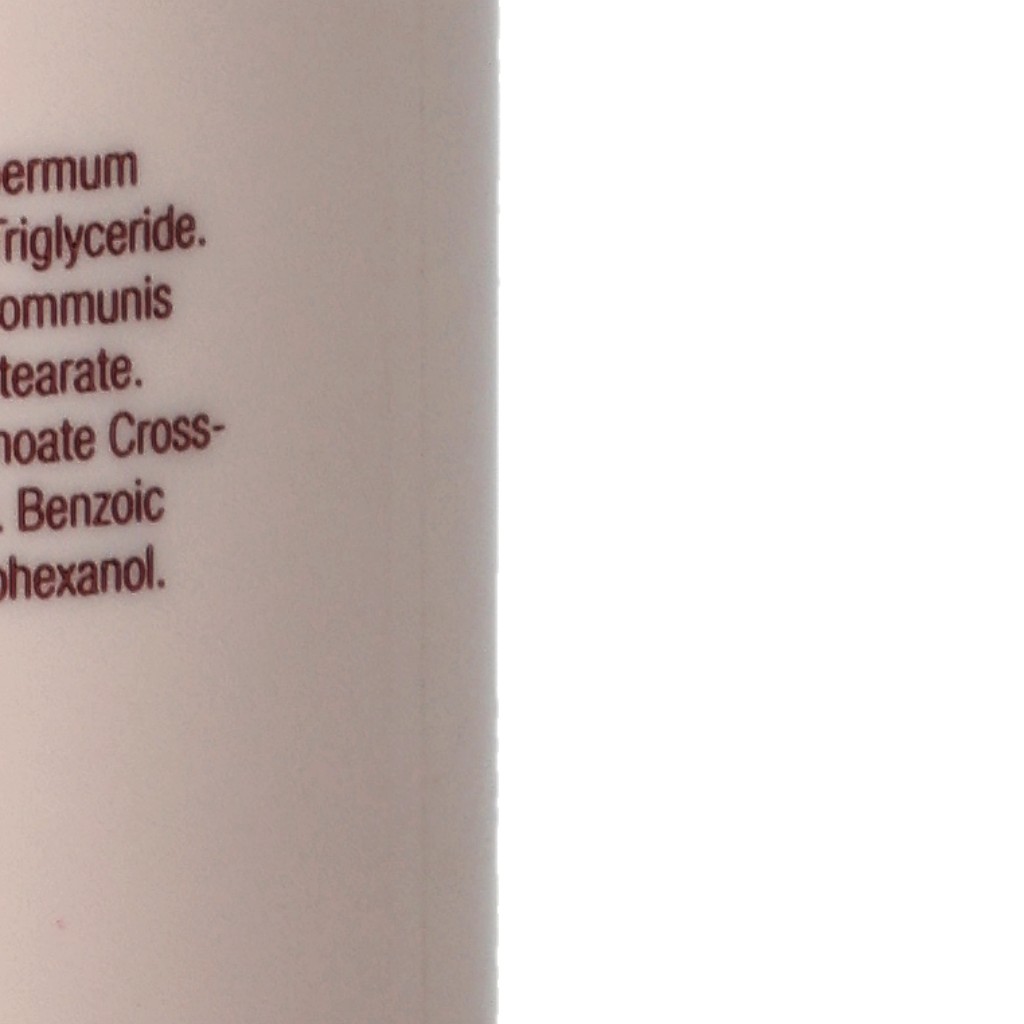 ermum
Triglyceride.
ommunis
tearate.
noate Cross-
. Benzoic
ohexanol.